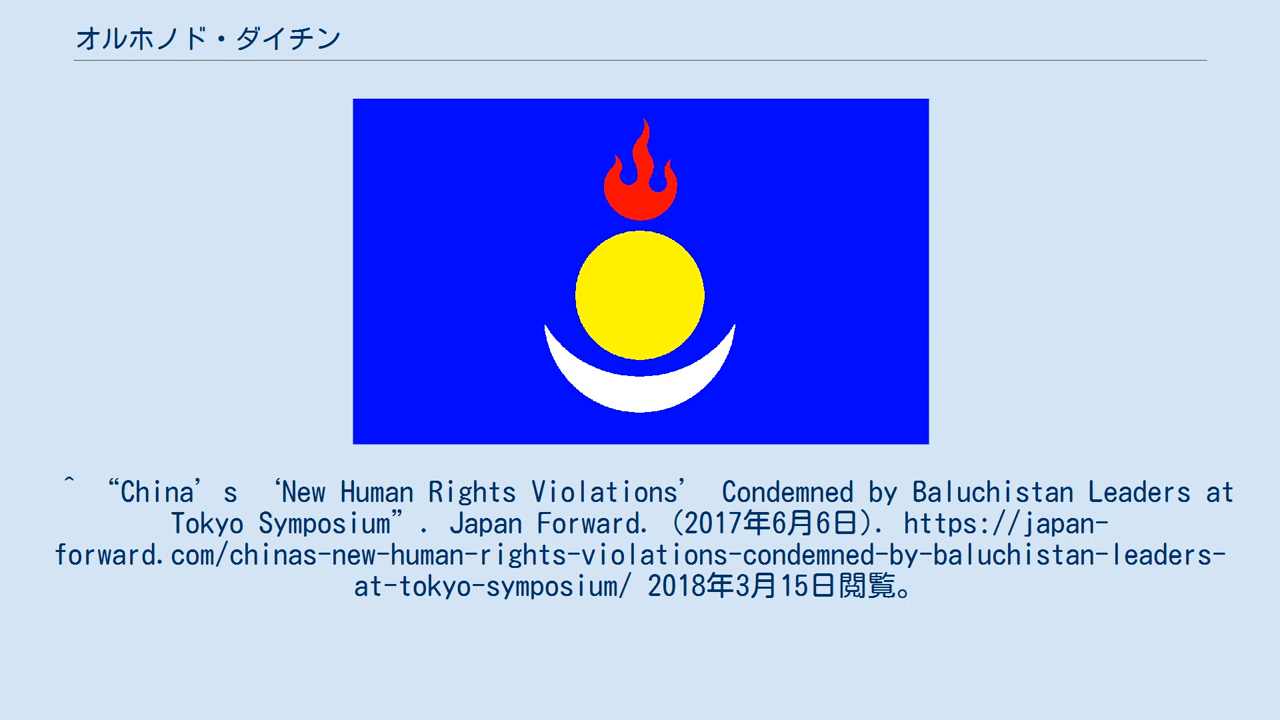 オルホノド・ダイチン
^ “China’s ‘New Human Rights Violations’ Condemned by Baluchistan Leaders at
Tokyo Symposium”. Japan Forward. (2017年6月6日). https://japan-
forward.com/chinas-new-human-rights-violations-condemned-by-baluchistan-leaders-
at-tokyo-symposium/ 2018年3月15日閲覧。